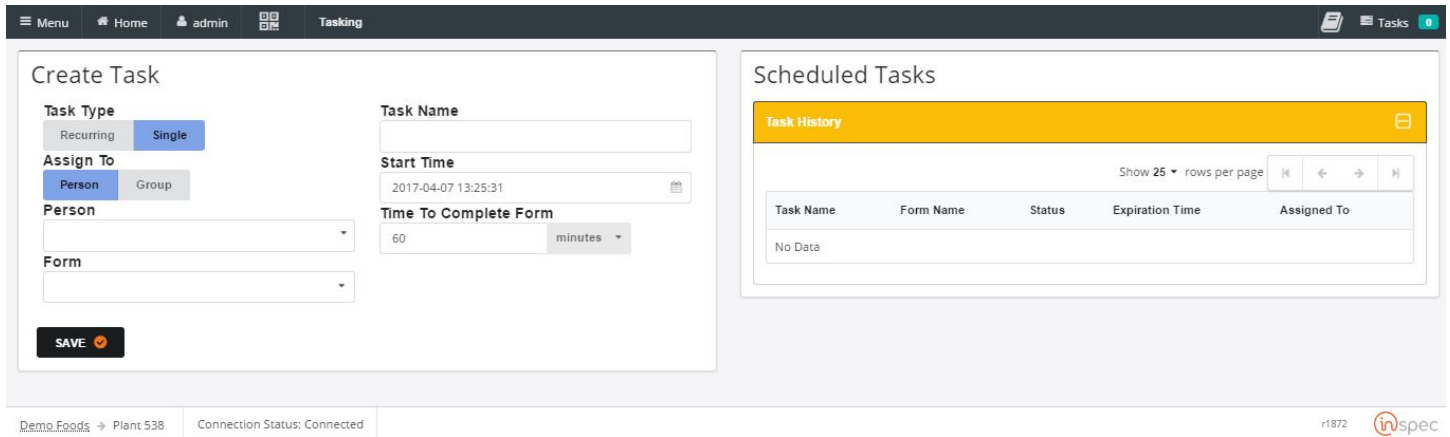 Menu Home admin Tasking Tasks 0
Create Task
Task Type
Recurring Single
Assign To
Person Group
Person
Form
SAVE
Task Name
Start Time
2017-04-07 13:25:31
Time To Complete Form
60 minutes
Scheduled Tasks
Task History
Show 25 rows per page
Task Name Form Name Status Expiration Time Assigned To
No Data
Demo Foods → Plant 538 Connection Status: Connected r1872 inspec